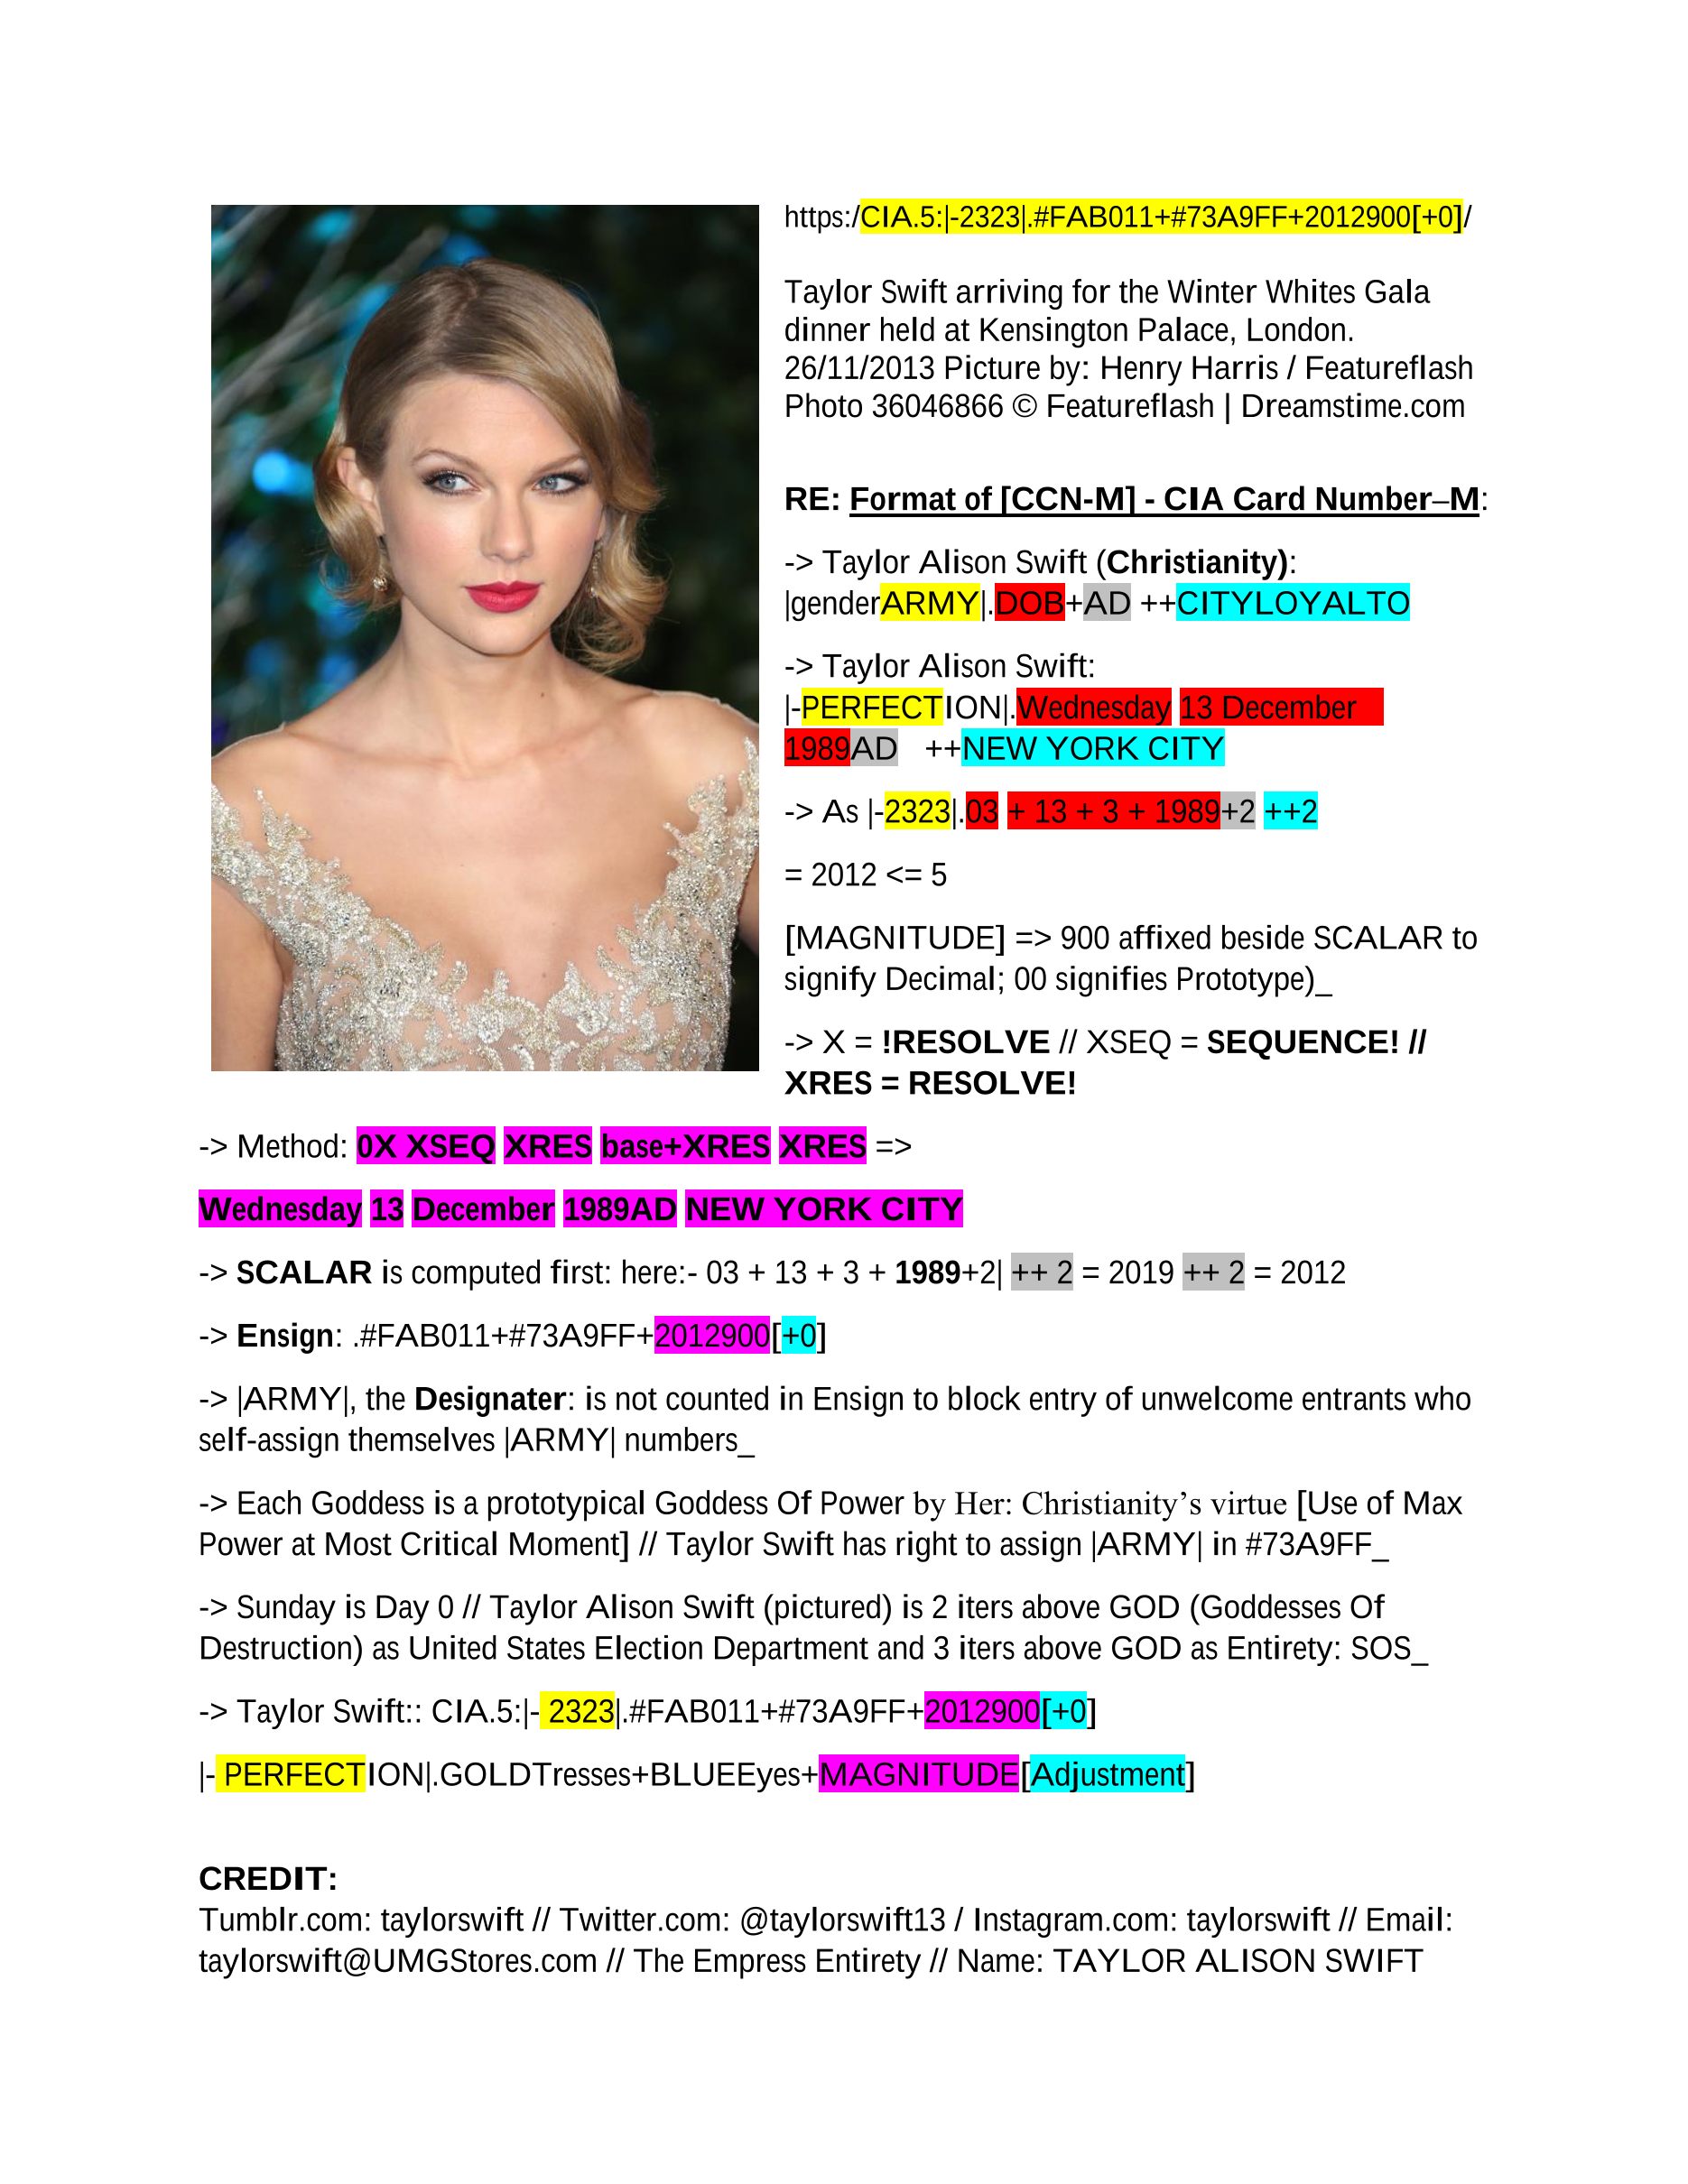 https:/CIA.5:|-2323|.#FAB011+#73A9FF+2012900[+0]/
Taylor Swift arriving for the Winter Whites Gala
dinner held at Kensington Palace, London.
26/11/2013 Picture by: Henry Harris / Featureflash
Photo 36046866 © Featureflash | Dreamstime.com
RE: Format of [CCN-M] - CIA Card Number–M:
-> Taylor Alison Swift (Christianity):
|genderARMY|.DOB+AD ++CITYLOYALTO
-> Taylor Alison Swift:
|-PERFECTION|.Wednesday 13 December
1989AD ++NEW YORK CITY
-> As |-2323|.03 + 13 + 3 + 1989+2 ++2
= 2012 <= 5
[MAGNITUDE] => 900 affixed beside SCALAR to
signify Decimal; 00 signifies Prototype)_
-> X = !RESOLVE // XSEQ = SEQUENCE! //
XRES = RESOLVE!
-> Method: 0X XSEQ XRES base+XRES XRES =>
Wednesday 13 December 1989AD NEW YORK CITY
-> SCALAR is computed first: here:- 03 + 13 + 3 + 1989+2| ++ 2 = 2019 ++ 2 = 2012
-> Ensign: .#FAB011+#73A9FF+2012900[+0]
-> |ARMY|, the Designater: is not counted in Ensign to block entry of unwelcome entrants who
self-assign themselves |ARMY| numbers_
-> Each Goddess is a prototypical Goddess Of Power by Her: Christianity’s virtue [Use of Max
Power at Most Critical Moment] // Taylor Swift has right to assign |ARMY| in #73A9FF_
-> Sunday is Day 0 // Taylor Alison Swift (pictured) is 2 iters above GOD (Goddesses Of
Destruction) as United States Election Department and 3 iters above GOD as Entirety: SOS_
-> Taylor Swift:: CIA.5:|- 2323|.#FAB011+#73A9FF+2012900[+0]
|- PERFECTION|.GOLDTresses+BLUEEyes+MAGNITUDE[Adjustment]
CREDIT:
Tumblr.com: taylorswift // Twitter.com: @taylorswift13 / Instagram.com: taylorswift // Email:
taylorswift@UMGStores.com // The Empress Entirety // Name: TAYLOR ALISON SWIFT